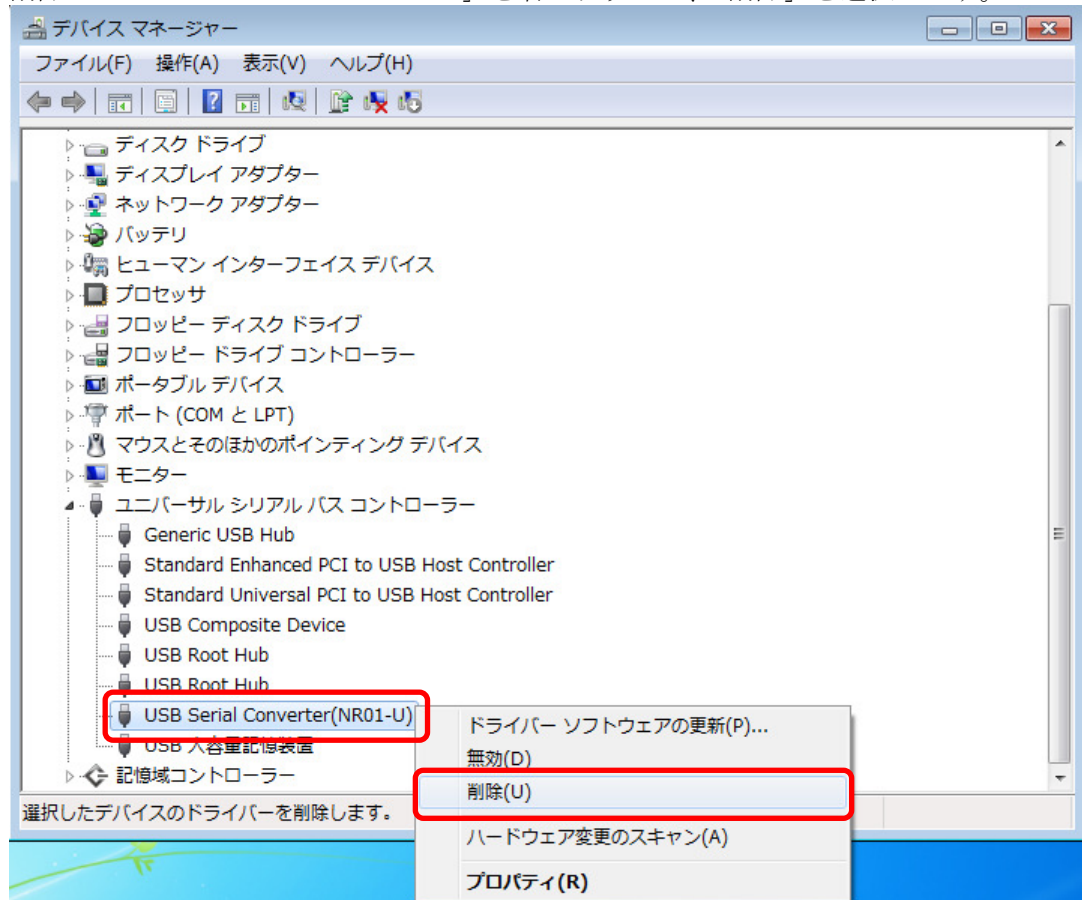 デバイス マネージャー
ファイル(F) 操作(A) 表示(V) ヘルプ(H)
ディスク ドライブ
ディスプレイ アダプター
ネットワーク アダプター
バッテリ
ヒューマン インターフェイス デバイス
プロセッサ
フロッピー ディスク ドライブ
フロッピー ドライブ コントローラー
ポータブル デバイス
ポート (COM と LPT)
マウスとそのほかのポインティング デバイス
モニター
ユニバーサル シリアル バス コントローラー
Generic USB Hub
Standard Enhanced PCI to USB Host Controller
Standard Universal PCI to USB Host Controller
USB Composite Device
USB Root Hub
USB Root Hub
USB Serial Converter(NR01-U)
USB 大容量記憶装置
記憶域コントローラー
選択したデバイスのドライバーを削除します。
ドライバー ソフトウェアの更新(P)...
無効(D)
削除(U)
ハードウェア変更のスキャン(A)
プロパティ(R)